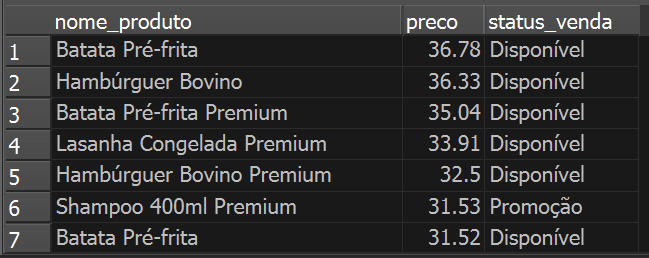 nome_produto preco status_venda
1 Batata Pré-frita 36.78 Disponível
2 Hambúrguer Bovino 36.33 Disponível
3 Batata Pré-frita Premium 35.04 Disponível
4 Lasanha Congelada Premium 33.91 Disponível
5 Hambúrguer Bovino Premium 32.5 Disponível
6 Shampoo 400ml Premium 31.53 Promoção
7 Batata Pré-frita 31.52 Disponível